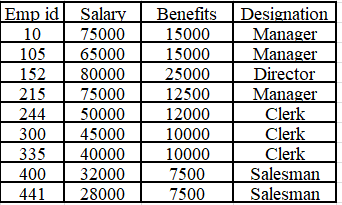 Emp id Salary Benefits Designation
10 75000 15000 Manager
105 65000 15000 Manager
152 80000 25000 Director
215 75000 12500 Manager
244 50000 12000 Clerk
300 45000 10000 Clerk
335 40000 10000 Clerk
400 32000 7500 Salesman
441 28000 7500 Salesman